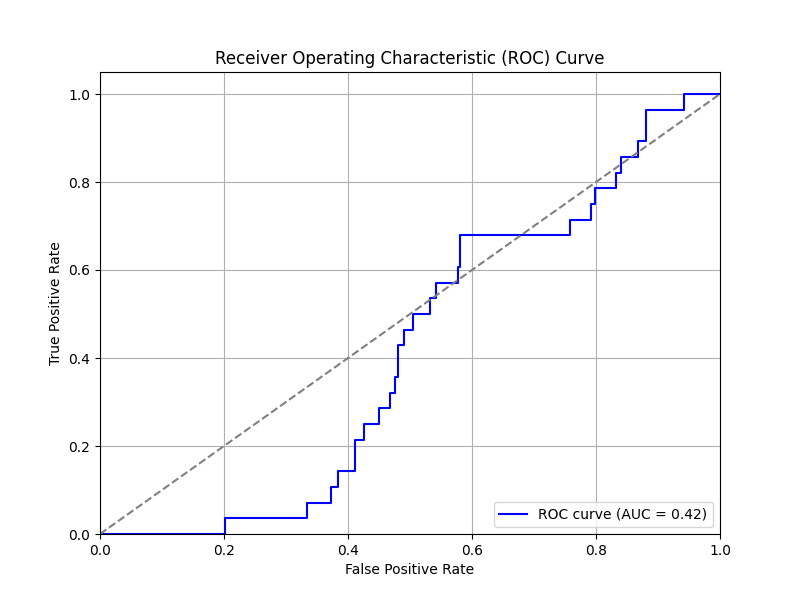 Receiver Operating Characteristic (ROC) Curve
1.0
0.8
0.6
0.4
0.2
0.0
True Positive Rate
ROC curve (AUC = 0.42)
0.0 0.2 0.4 0.6 0.8 1.0
False Positive Rate